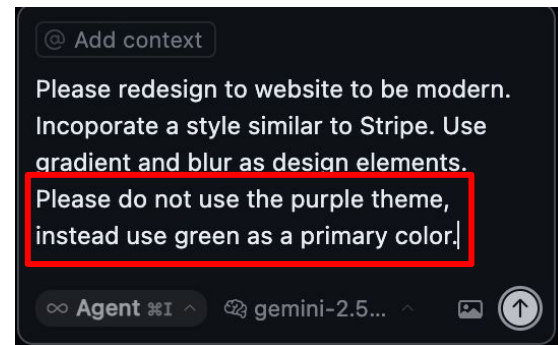 @ Add context
Please redesign to website to be modern.
Incoporate a style similar to Stripe. Use
gradient and blur as design elements.
Please do not use the purple theme,
instead use green as a primary color.
∞ Agent ⌘I gemini-2.5...